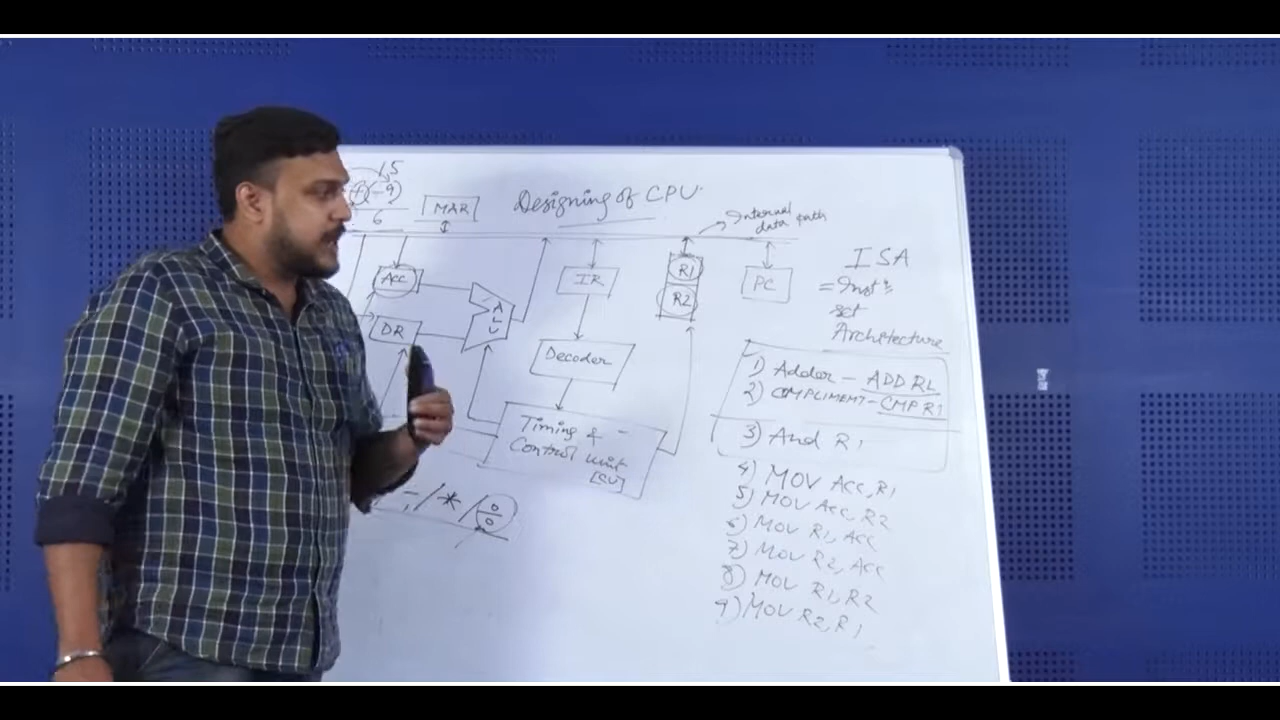 Designing of CPU
15
(-9)
6
MAR
Internal
data path
ACC
DR
ALU
IR
R1
R2
PC
Decoder
Timing &
Control unit
[CU]
ISA
= Inst
set
Architecture
1) Adder - ADD R1
2) COMPLIMENT - CMP R1
3) And R1
4) MOV ACC, R1
5) MOV ACC, R2
6) MOV R1, ACC
7) MOV R2, ACC
8) MOV R1, R2
9) MOV R2, R1